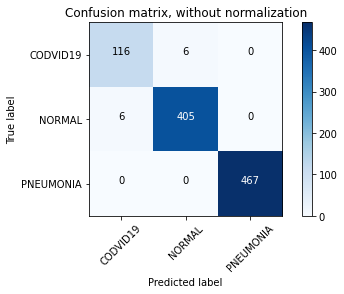 Confusion matrix, without normalization
True label
CODVID19 116 6 0
NORMAL 6 405 0
PNEUMONIA 0 0 467
CODVID19 NORMAL PNEUMONIA
Predicted label
400
300
200
100
0